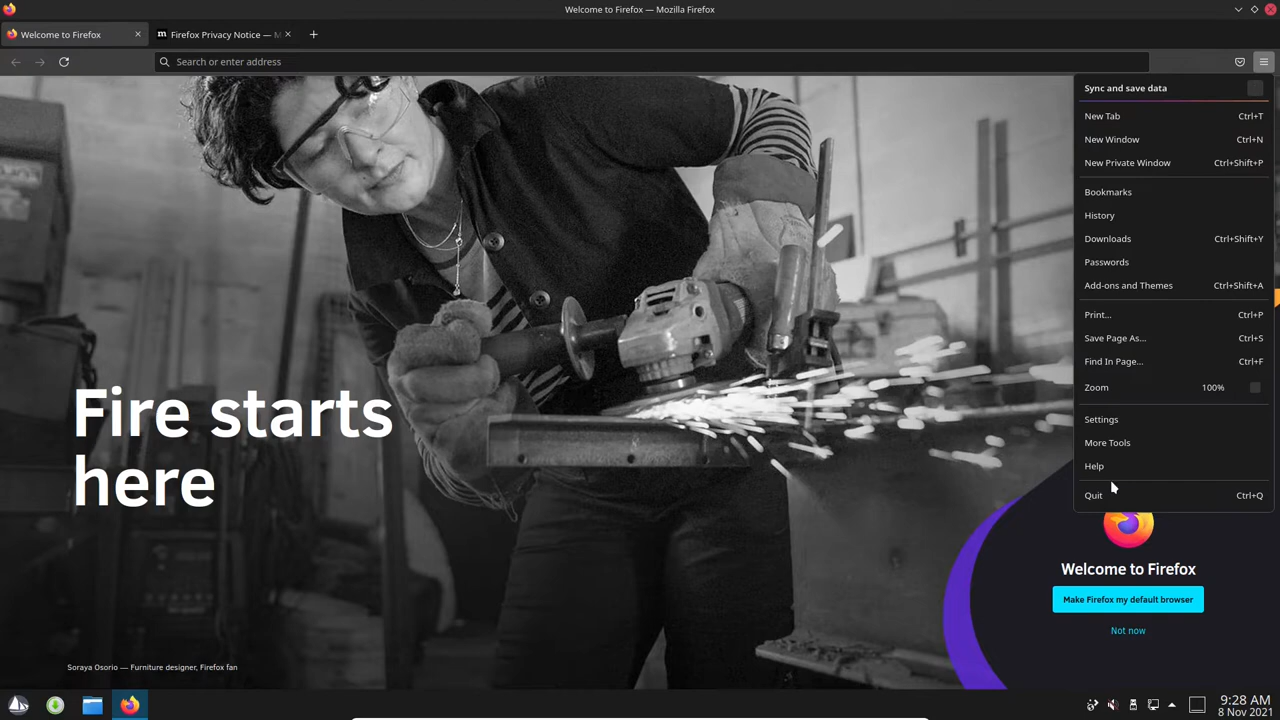 Welcome to Firefox — Mozilla Firefox
Welcome to Firefox
Firefox Privacy Notice — M
Search or enter address
Sync and save data
New Tab Ctrl+T
New Window Ctrl+N
New Private Window Ctrl+Shift+P
Bookmarks
History
Downloads Ctrl+Shift+Y
Passwords
Add-ons and Themes Ctrl+Shift+A
Print... Ctrl+P
Save Page As... Ctrl+S
Find In Page... Ctrl+F
Zoom 100%
Settings
More Tools
Help
Quit Ctrl+Q
Fire starts
here
Welcome to Firefox
Make Firefox my default browser
Not now
Soraya Osorio — Furniture designer, Firefox fan
9:28 AM
8 Nov 2021